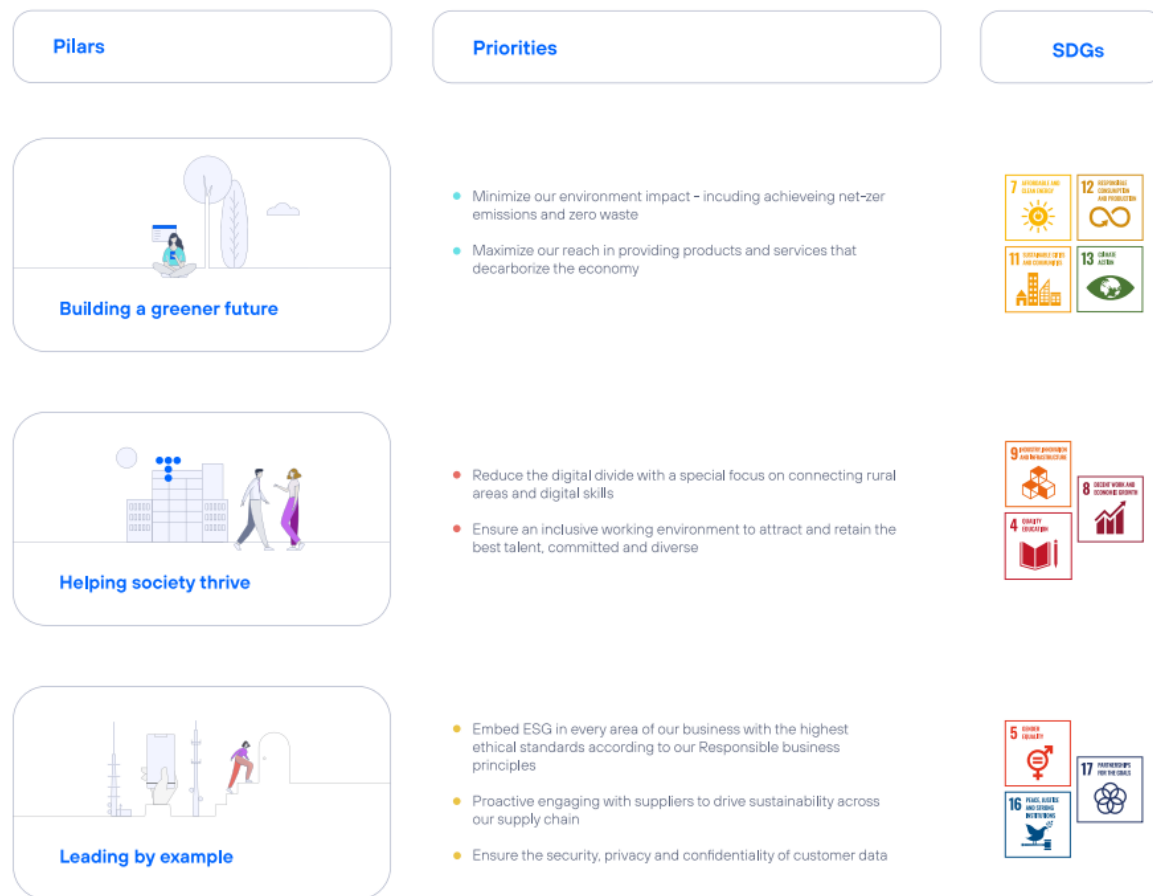 Pilars
Priorities
SDGs
Minimize our environment impact - incuding achieveing net-zer
emissions and zero waste
Maximize our reach in providing products and services that
decarborize the economy
Building a greener future
7 AFFORDABLE AND
CLEAN ENERGY
12 RESPONSIBLE
CONSUMPTION
AND PRODUCTION
11 SUSTAINABLE CITIES
AND COMMUNITIES
13 CLIMATE
ACTION
Reduce the digital divide with a special focus on connecting rural
areas and digital skills
Ensure an inclusive working environment to attract and retain the
best talent, committed and diverse
Helping society thrive
9 INDUSTRY, INNOVATION
AND INFRASTRUCTURE
8 DECENT WORK AND
ECONOMIC GROWTH
4 QUALITY
EDUCATION
Embed ESG in every area of our business with the highest
ethical standards according to our Responsible business
principles
Proactive engaging with suppliers to drive sustainability across
our supply chain
Ensure the security, privacy and confidentiality of customer data
Leading by example
5 GENDER
EQUALITY
17 PARTNERSHIPS
FOR THE GOALS
16 PEACE, JUSTICE
AND STRONG
INSTITUTIONS